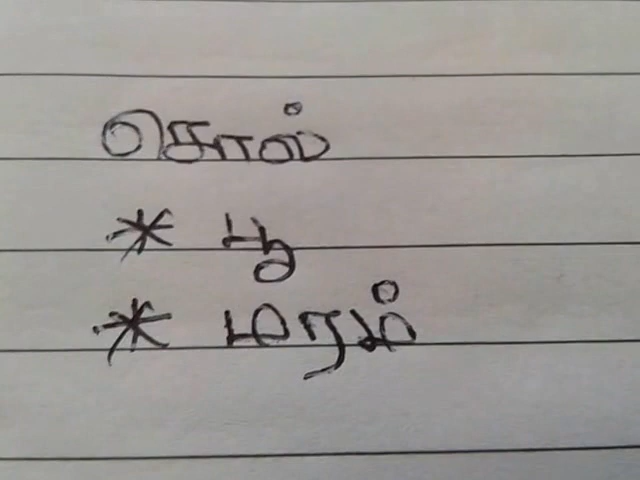 கொல்
* பூ
* மரம்